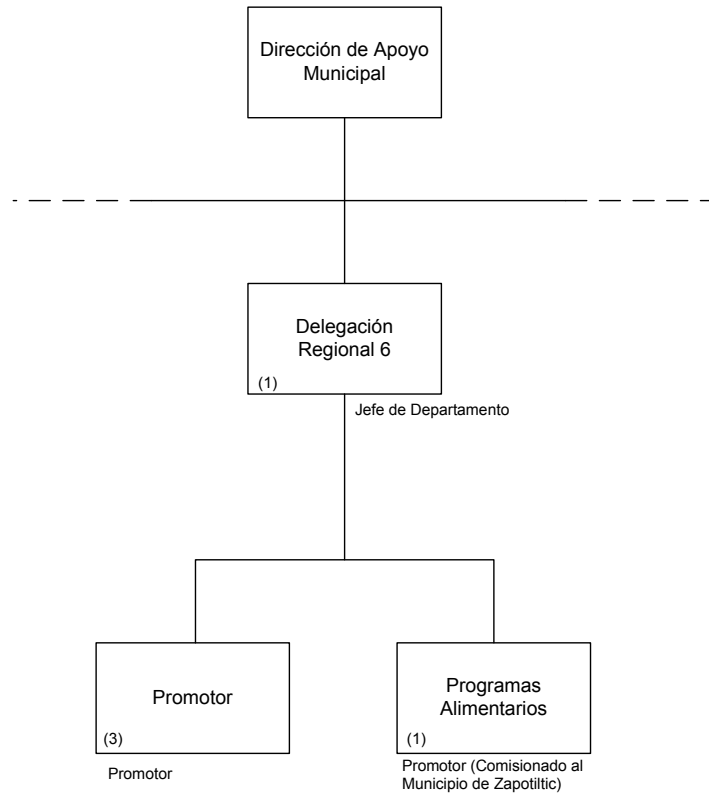 Dirección de Apoyo
Municipal
Delegación
Regional 6
(1)
Jefe de Departamento
Promotor
(3)
Promotor
Programas
Alimentarios
(1)
Promotor (Comisionado al
Municipio de Zapotiltic)